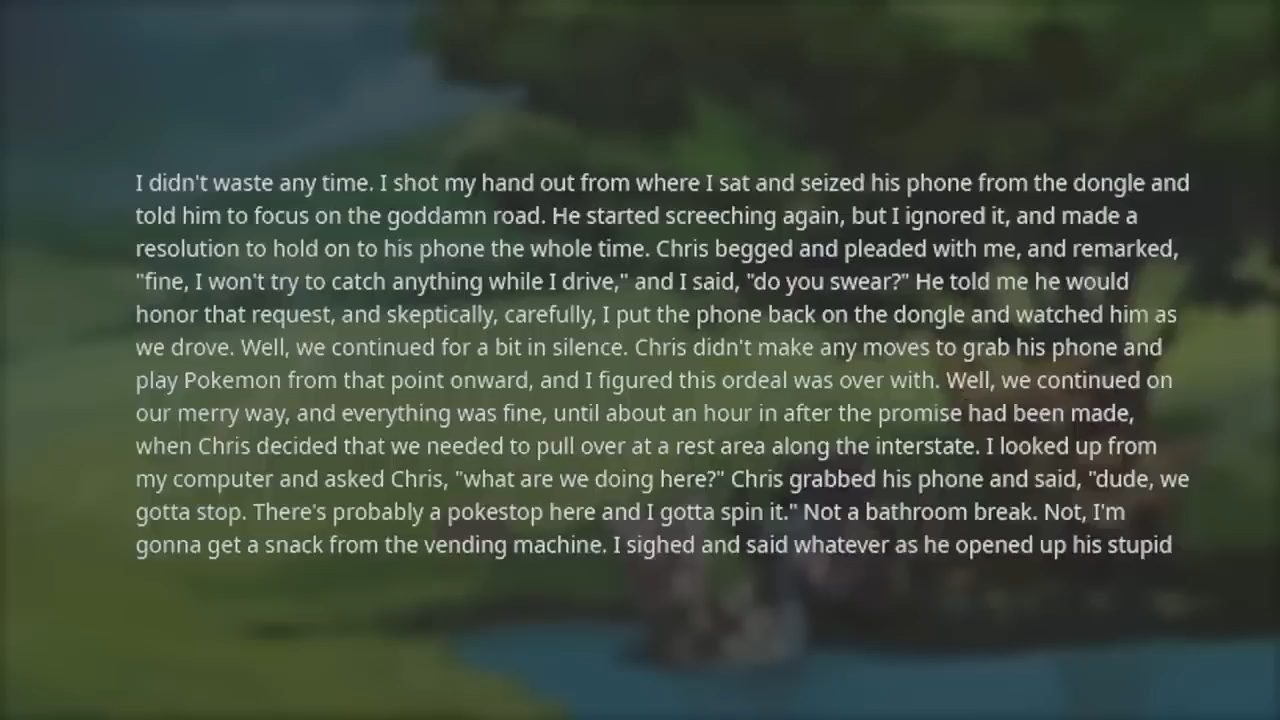 I didn't waste any time. I shot my hand out from where I sat and seized his phone from the dongle and
told him to focus on the goddamn road. He started screeching again, but I ignored it, and made a
resolution to hold on to his phone the whole time. Chris begged and pleaded with me, and remarked,
"fine, I won't try to catch anything while I drive," and I said, "do you swear?" He told me he would
honor that request, and skeptically, carefully, I put the phone back on the dongle and watched him as
we drove. Well, we continued for a bit in silence. Chris didn't make any moves to grab his phone and
play Pokemon from that point onward, and I figured this ordeal was over with. Well, we continued on
our merry way, and everything was fine, until about an hour in after the promise had been made,
when Chris decided that we needed to pull over at a rest area along the interstate. I looked up from
my computer and asked Chris, "what are we doing here?" Chris grabbed his phone and said, "dude, we
gotta stop. There's probably a pokestop here and I gotta spin it." Not a bathroom break. Not, I'm
gonna get a snack from the vending machine. I sighed and said whatever as he opened up his stupid